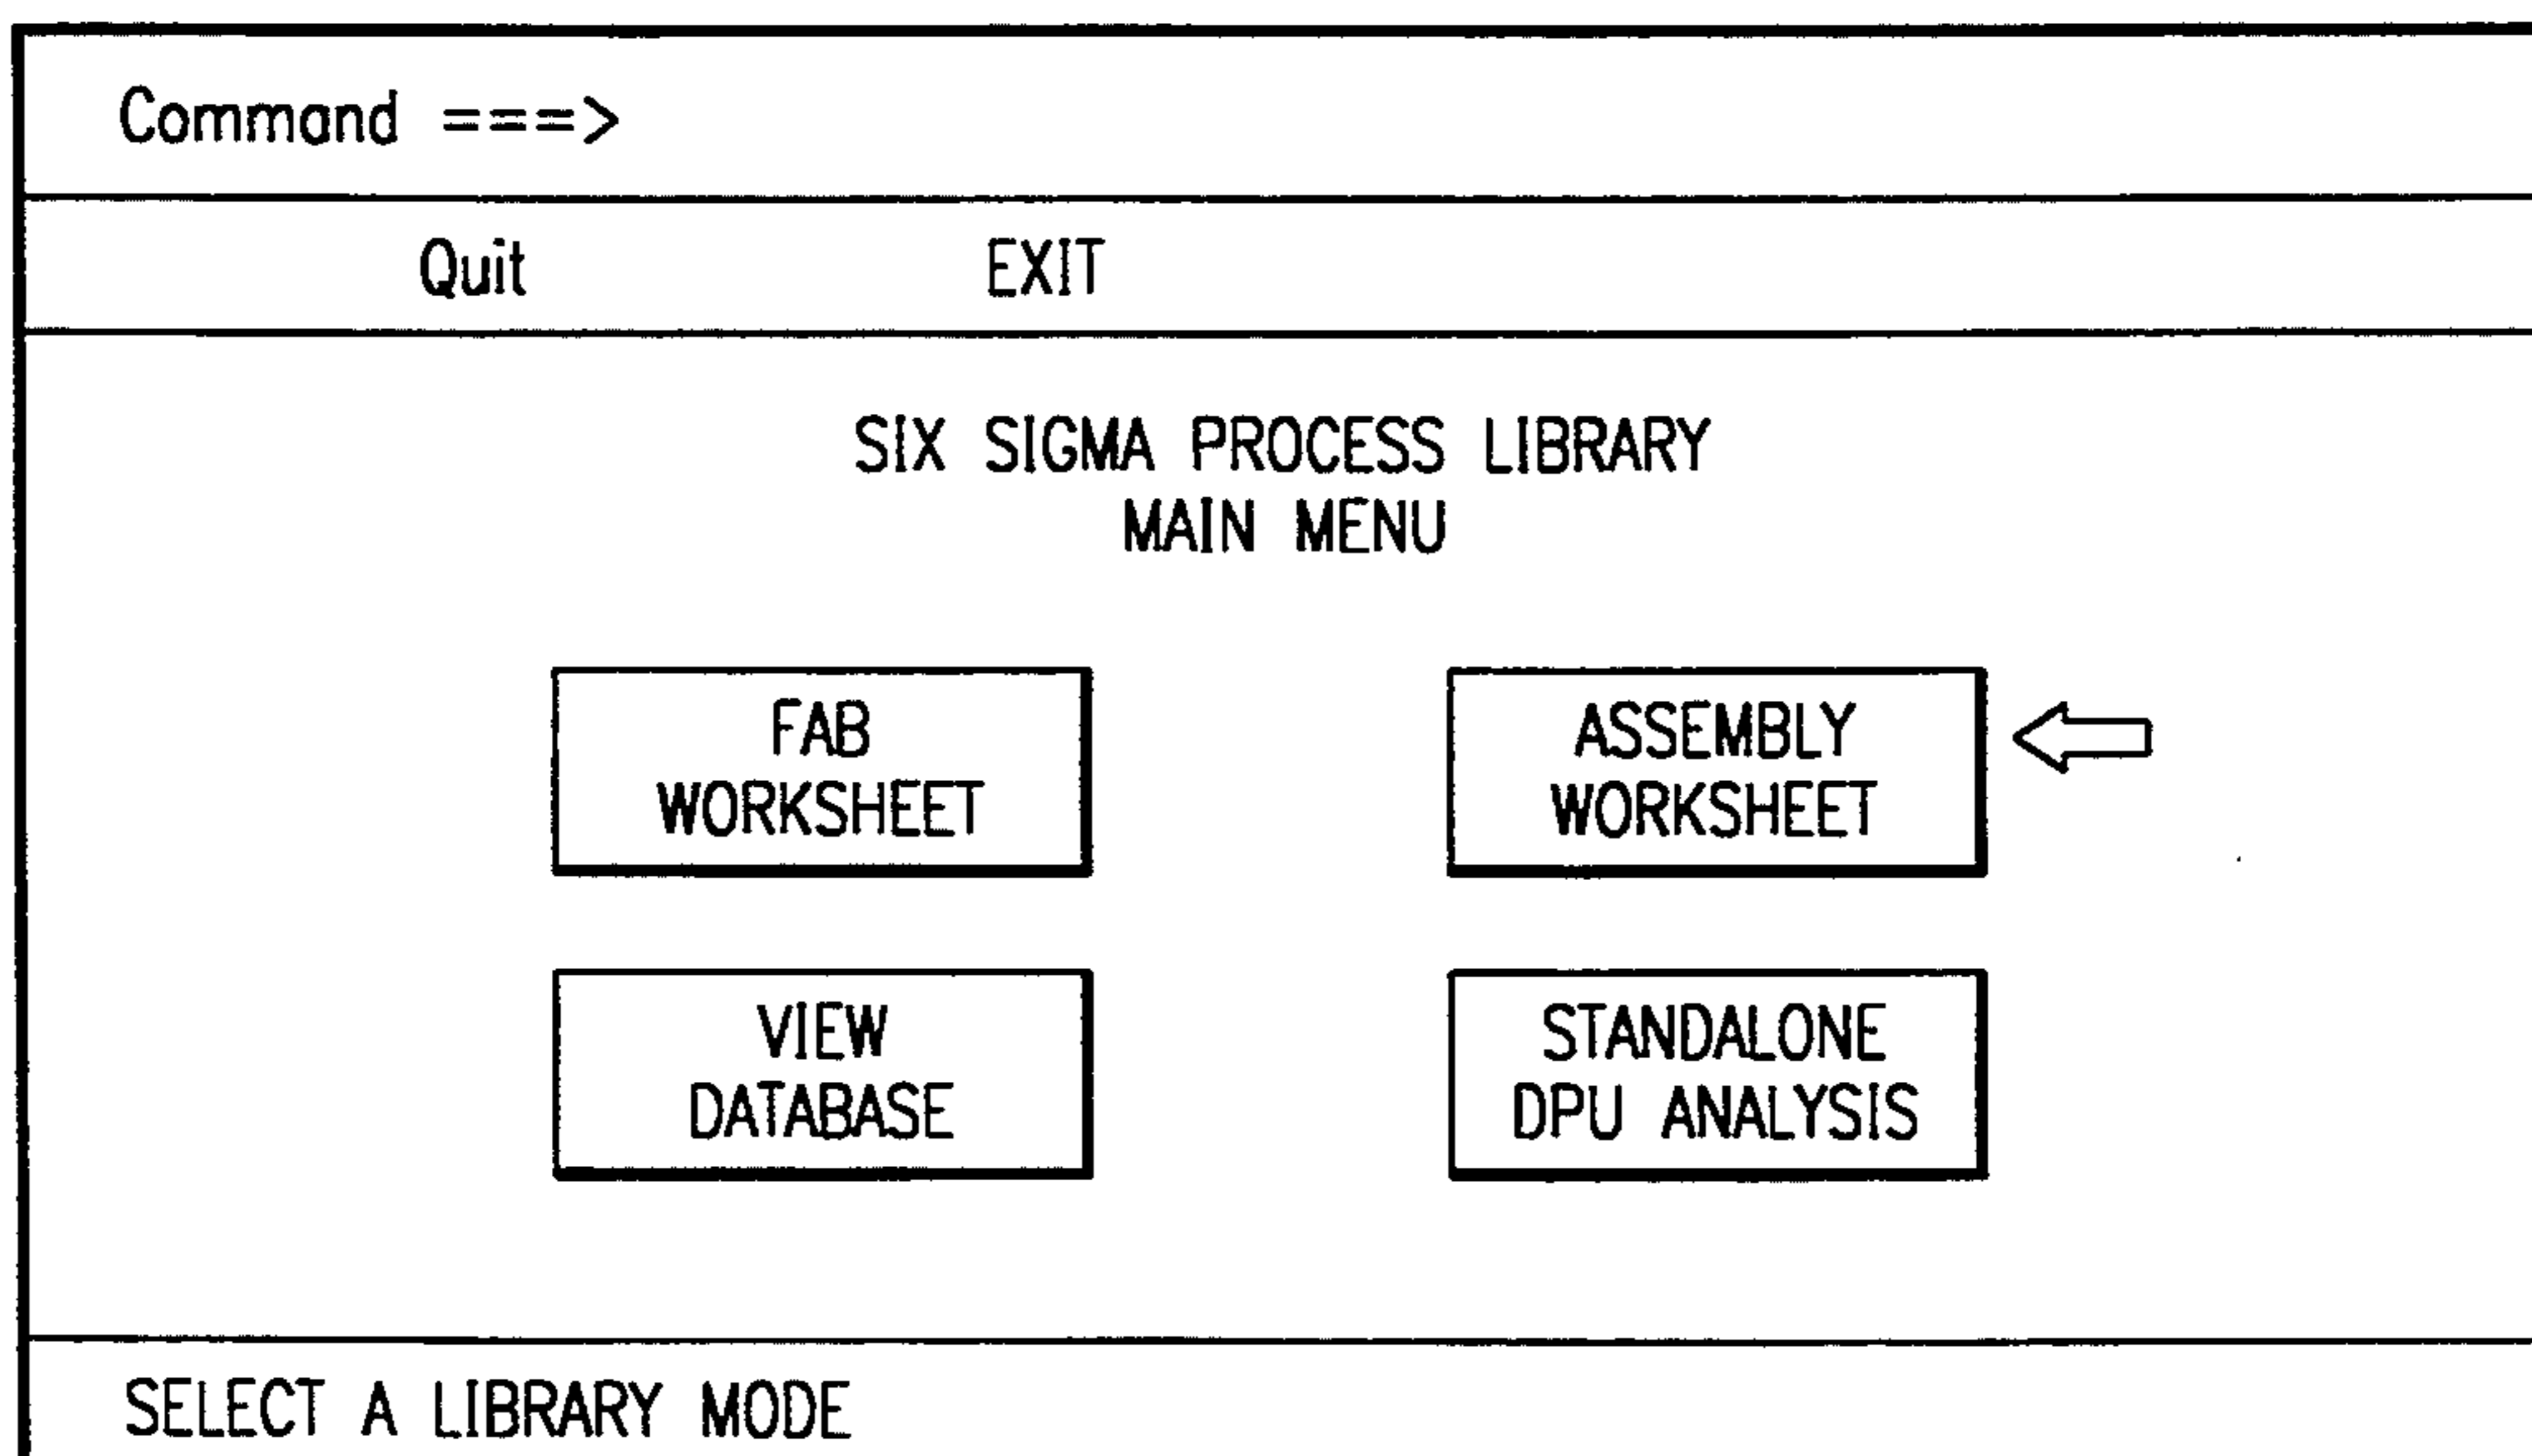 Command ===>
Quit EXIT
SIX SIGMA PROCESS LIBRARY
MAIN MENU
FAB
WORKSHEET
ASSEMBLY
WORKSHEET
VIEW
DATABASE
STANDALONE
DPU ANALYSIS
SELECT A LIBRARY MODE